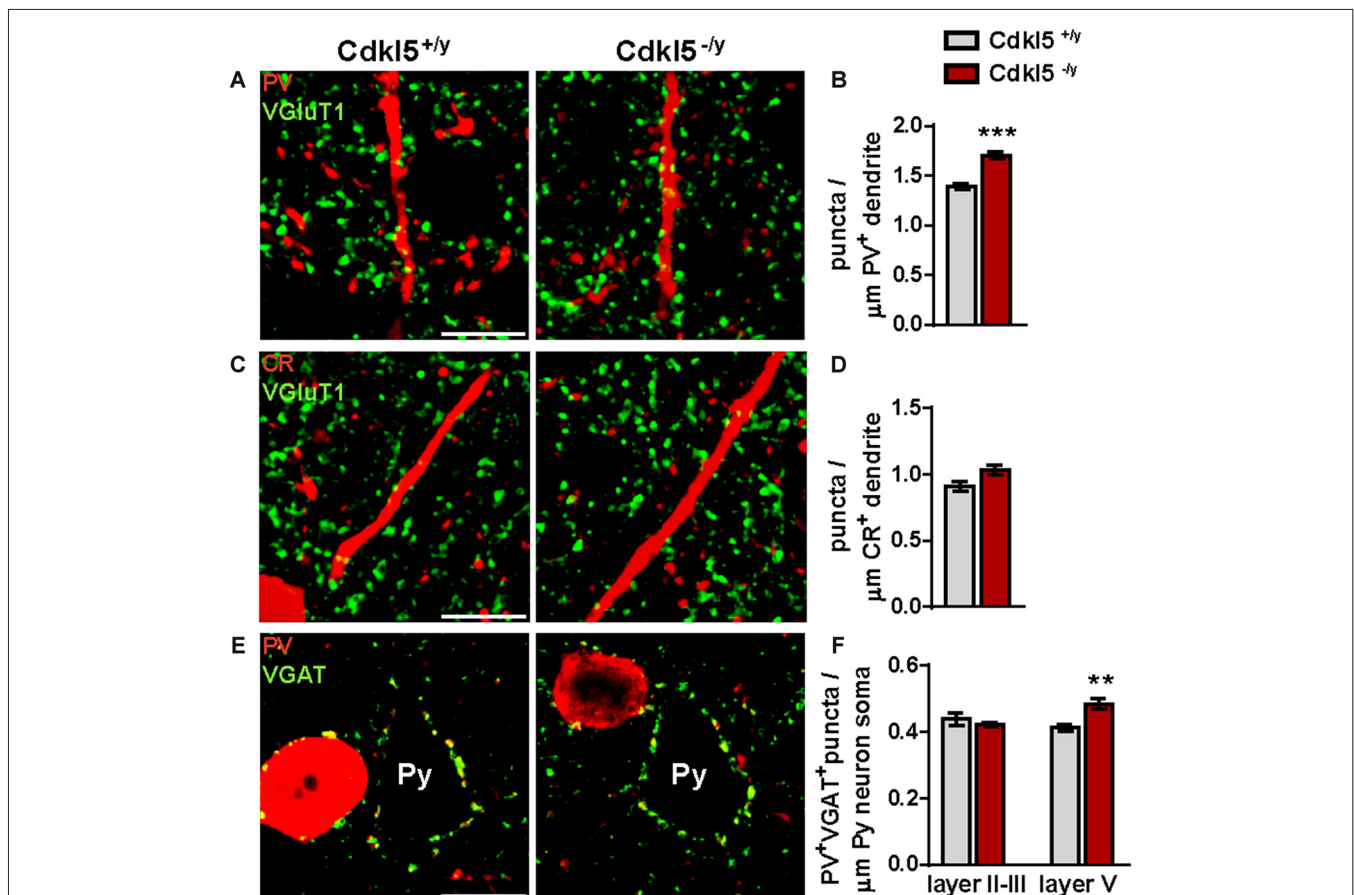 Cdkl5+/y
Cdkl5-/y
Cdkl5 +/y
Cdkl5 -/y
A
PV
VGluT1
B
puncta /
μm PV+ dendrite
2.0
1.5
1.0
0.5
0.0
***
C
CR
VGluT1
D
puncta /
μm CR+ dendrite
1.5
1.0
0.5
0.0
E
PV
VGAT
Py
Py
F
PV+VGAT+puncta /
μm Py neuron soma
0.6
0.4
0.2
0.0
**
layer II-III
layer V